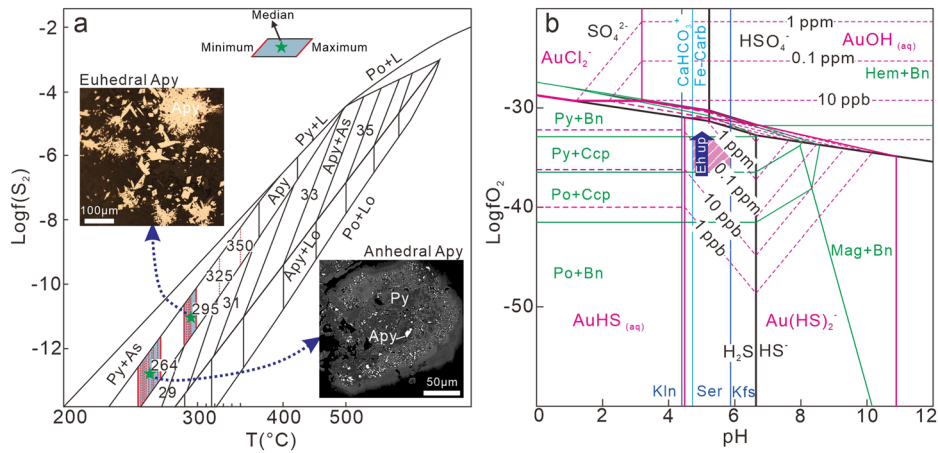 a
Median
Minimum
Maximum
Euhedral Apy
Apy
100μm
Po+L
Py+L
Apy
Apy+As
35
33
Apy+Lo
Po+Lo
350
325
31
295
Py+As
264
29
Anhedral Apy
Py
Apy
50μm
Logf(S₂)
-2
-4
-6
-8
-10
-12
200
300
400
500
T(°C)
b
SO₄²⁻
AuCl₂⁻
CaHCO₃⁺
Fe-Carb
HSO₄⁻
1 ppm
AuOH (aq)
0.1 ppm
Hem+Bn
10 ppb
Py+Bn
Py+Ccp
Po+Ccp
Po+Bn
Eh up
1 ppm
0.1 ppm
10 ppb
1 ppb
Mag+Bn
AuHS (aq)
Au(HS)₂⁻
H₂S
HS⁻
Kln
Ser
Kfs
LogfO₂
-30
-40
-50
0
2
4
6
8
10
12
pH